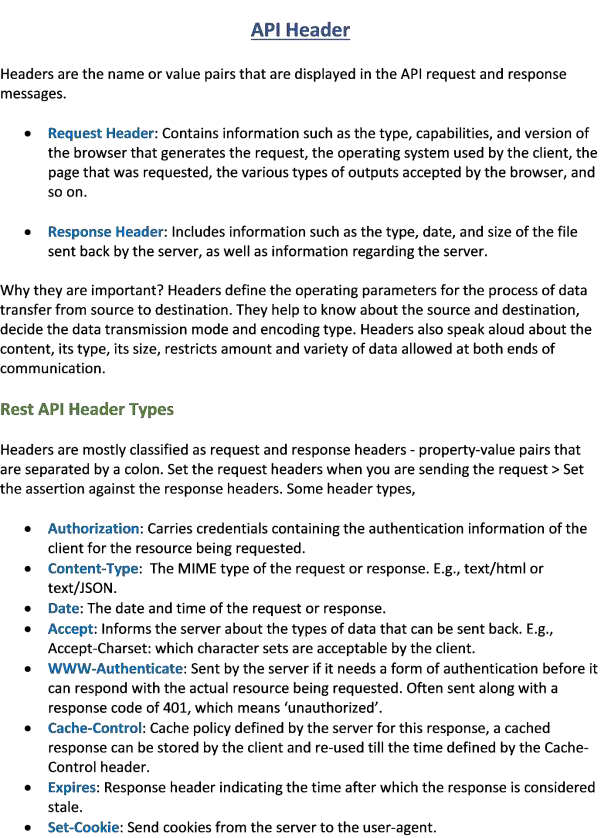 API Header
Headers are the name or value pairs that are displayed in the API request and response
messages.
• Request Header: Contains information such as the type, capabilities, and version of
the browser that generates the request, the operating system used by the client, the
page that was requested, the various types of outputs accepted by the browser, and
so on.
• Response Header: Includes information such as the type, date, and size of the file
sent back by the server, as well as information regarding the server.
Why they are important? Headers define the operating parameters for the process of data
transfer from source to destination. They help to know about the source and destination,
decide the data transmission mode and encoding type. Headers also speak aloud about the
content, its type, its size, restricts amount and variety of data allowed at both ends of
communication.
Rest API Header Types
Headers are mostly classified as request and response headers - property-value pairs that
are separated by a colon. Set the request headers when you are sending the request > Set
the assertion against the response headers. Some header types,
• Authorization: Carries credentials containing the authentication information of the
client for the resource being requested.
• Content-Type:  The MIME type of the request or response. E.g., text/html or
text/JSON.
• Date: The date and time of the request or response.
• Accept: Informs the server about the types of data that can be sent back. E.g.,
Accept-Charset: which character sets are acceptable by the client.
• WWW-Authenticate: Sent by the server if it needs a form of authentication before it
can respond with the actual resource being requested. Often sent along with a
response code of 401, which means ‘unauthorized’.
• Cache-Control: Cache policy defined by the server for this response, a cached
response can be stored by the client and re-used till the time defined by the Cache-
Control header.
• Expires: Response header indicating the time after which the response is considered
stale.
• Set-Cookie: Send cookies from the server to the user-agent.